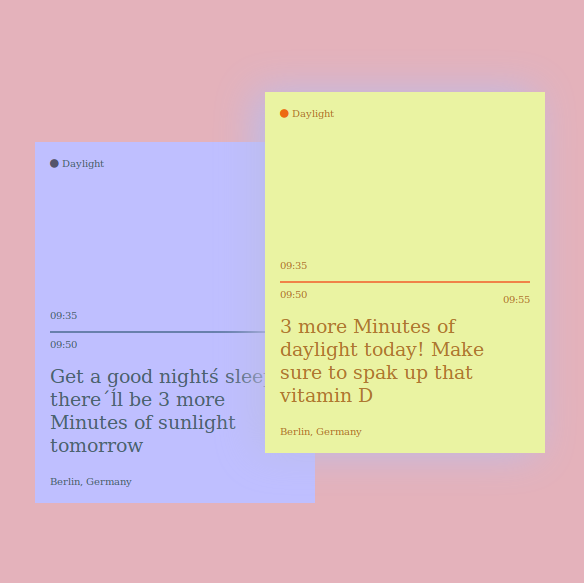 Daylight
09:35
09:50
Get a good nightś sleep
there´ĺl be 3 more
Minutes of sunlight
tomorrow
Berlin, Germany
Daylight
09:35
09:50
09:55
3 more Minutes of
daylight today! Make
sure to spak up that
vitamin D
Berlin, Germany